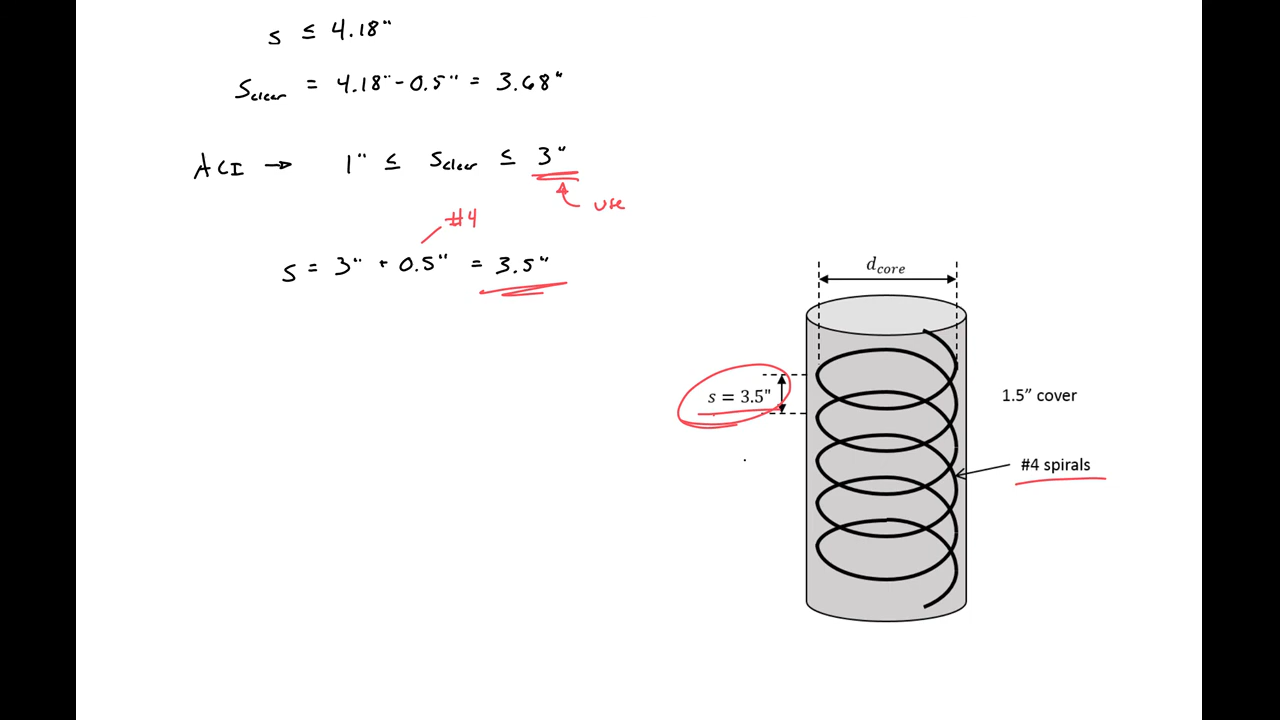 s ≤ 4.18"
Sclear = 4.18" - 0.5" = 3.68"
ACI → 1" ≤ Sclear ≤ 3"
use
#4
s = 3" + 0.5" = 3.5"
dcore
s = 3.5"
1.5” cover
#4 spirals